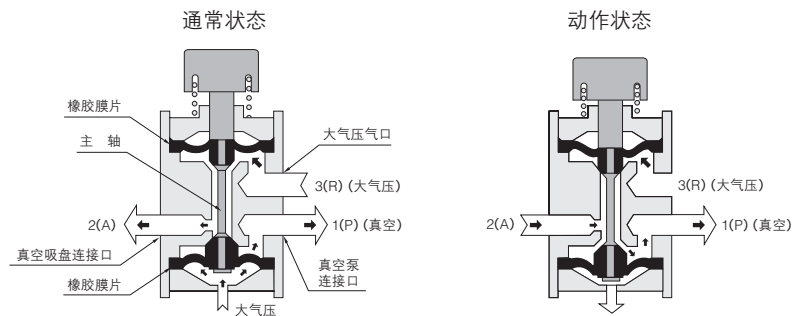 通常状态
橡胶膜片
主 轴
大气压气口
3(R) (大气压)
2(A)
1(P) (真空)
真空吸盘连接口
真空泵
连接口
橡胶膜片
大气压
动作状态
3(R) (大气压)
2(A)
1(P) (真空)